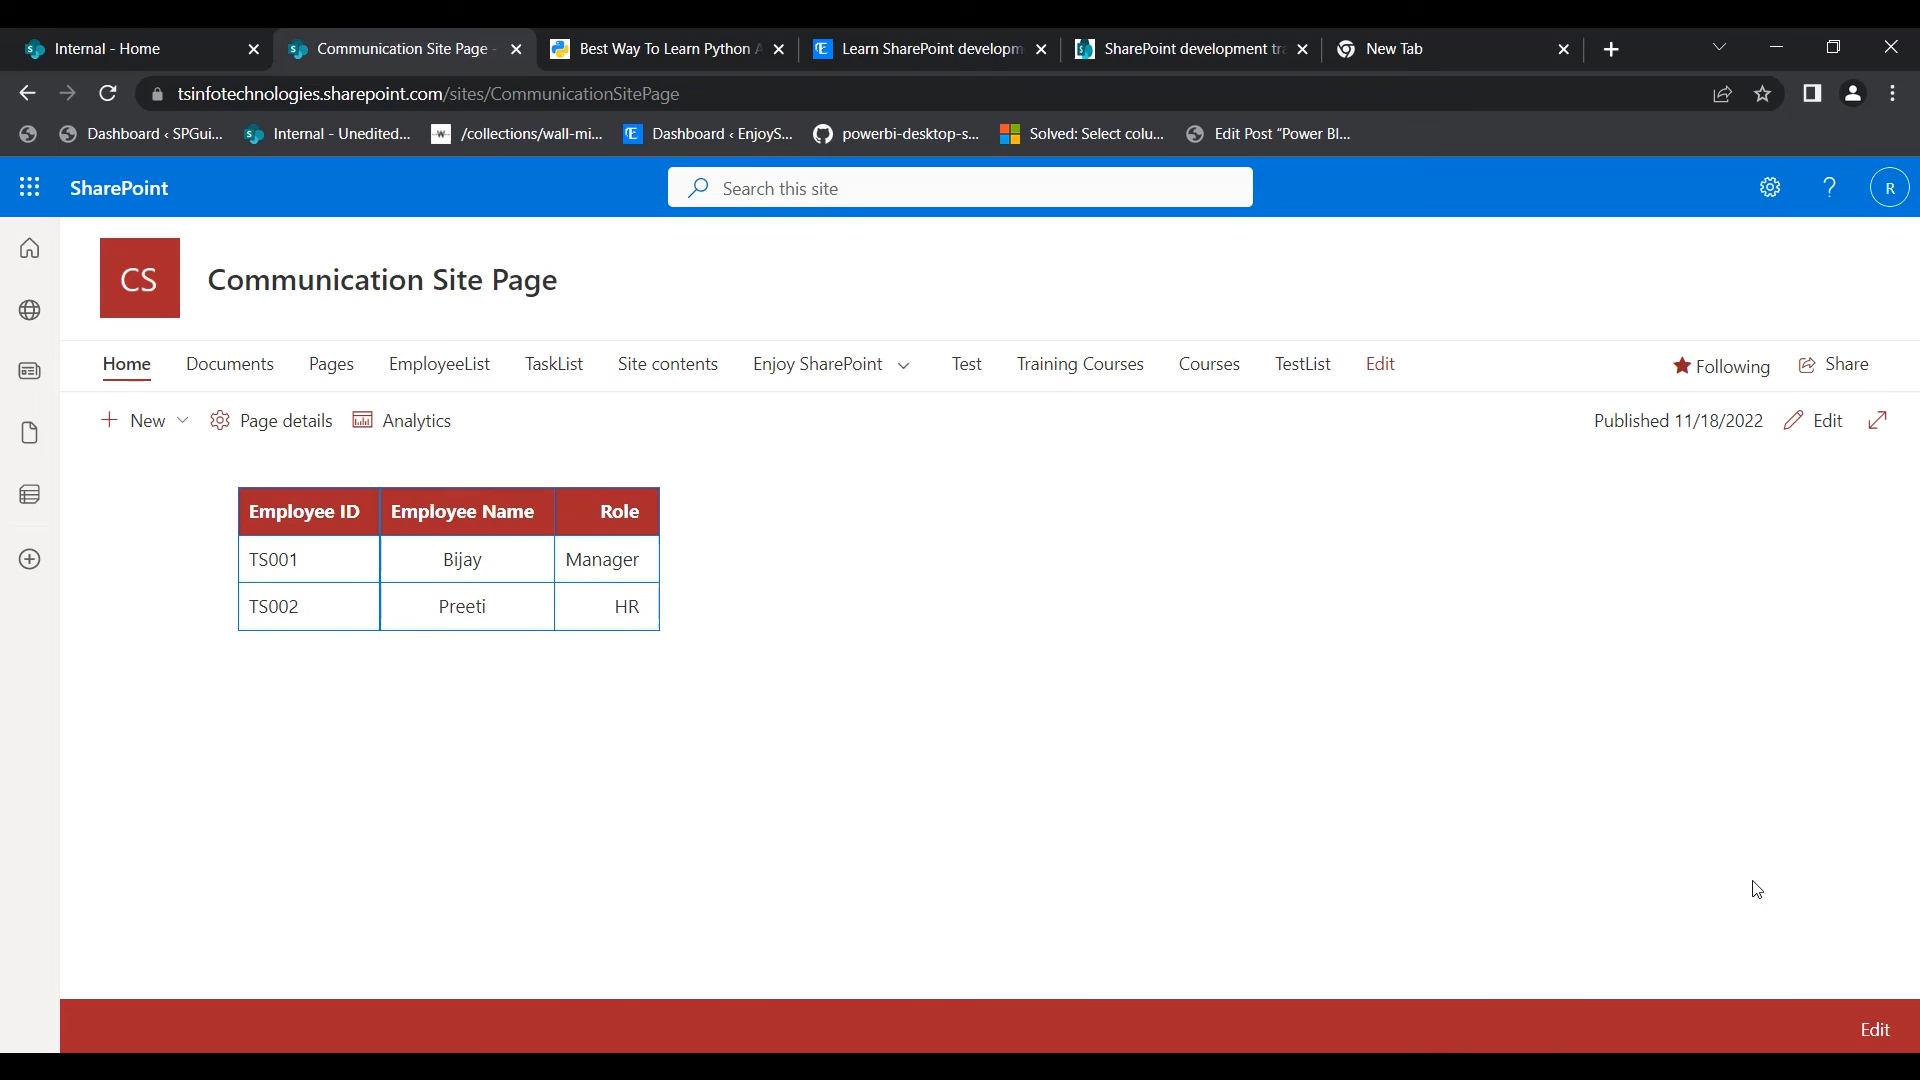 Internal - Home
Communication Site Page -
Best Way To Learn Python A
Learn SharePoint developm
SharePoint development tra
New Tab
tsinfotechnologies.sharepoint.com/sites/CommunicationSitePage
Dashboard ‹ SPGui...
Internal - Unedited...
/collections/wall-mi...
Dashboard ‹ EnjoyS...
powerbi-desktop-s...
Solved: Select colu...
Edit Post “Power BI...
SharePoint
Search this site
R
CS
Communication Site Page
Home Documents Pages EmployeeList TaskList Site contents Enjoy SharePoint Test Training Courses Courses TestList Edit
Following Share
New Page details Analytics
Published 11/18/2022 Edit
Employee ID Employee Name Role
TS001 Bijay Manager
TS002 Preeti HR
Edit